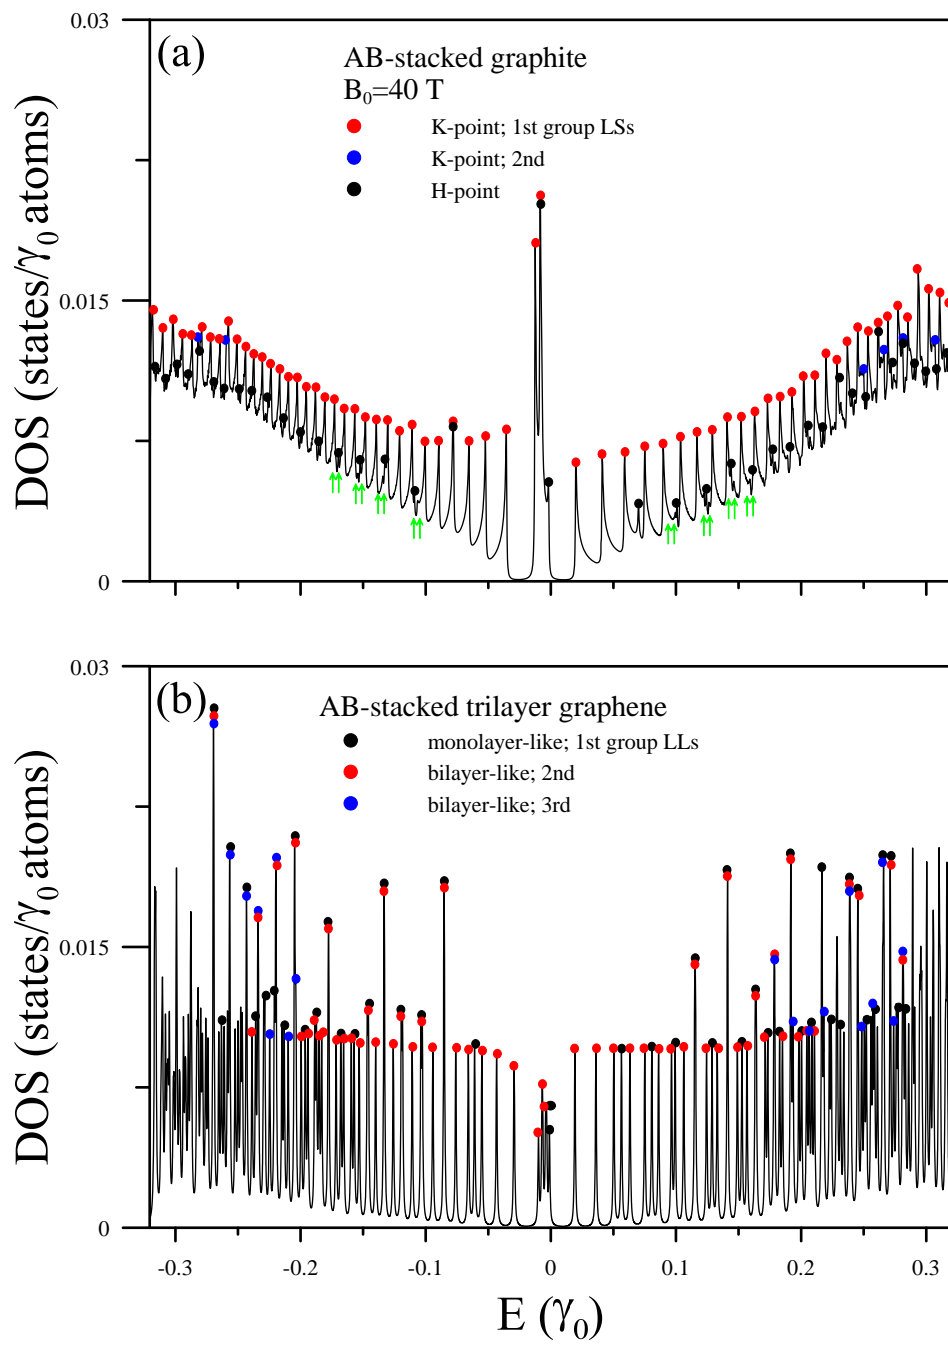 (a)
AB-stacked graphite
B₀=40 T
K-point; 1st group LSs
K-point; 2nd
H-point
DOS (states/γ₀ atoms)
0.03
0.015
0
(b)
AB-stacked trilayer graphene
monolayer-like; 1st group LLs
bilayer-like; 2nd
bilayer-like; 3rd
DOS (states/γ₀ atoms)
0.03
0.015
0
-0.3 -0.2 -0.1 0 0.1 0.2 0.3
E (γ₀)